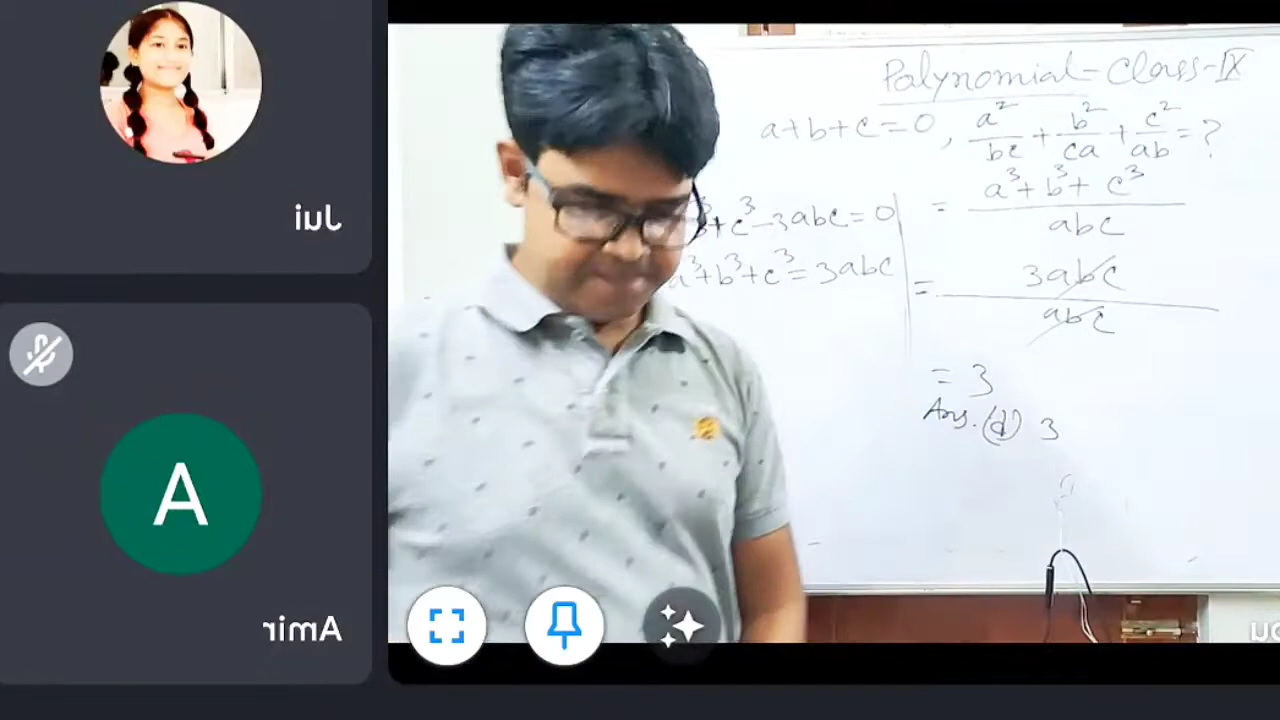 Jui
A
Amir
Polynomial - Class-IX
a+b+c=0, a²/bc + b²/ca + c²/ab = ?
= a³+b³+c³/abc
+c³-3abc=0
a³+b³+c³=3abc
= 3abc/abc
= 3
Ans. (d) 3